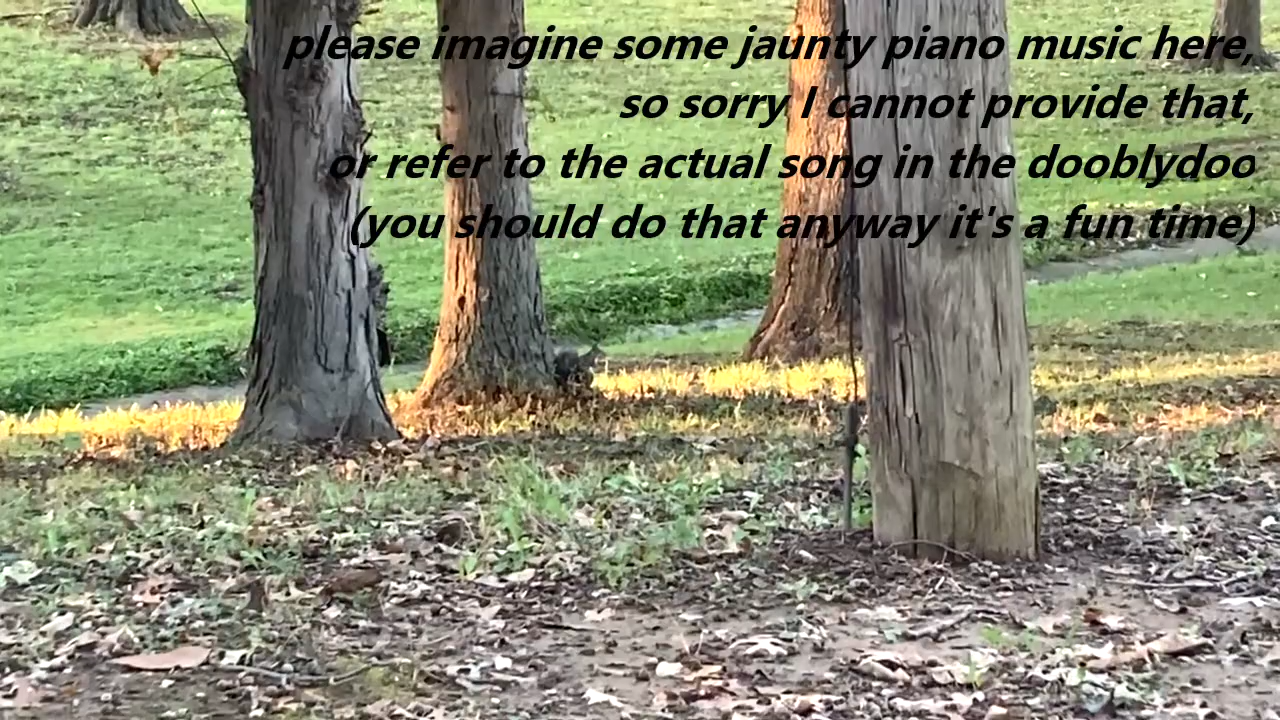 please imagine some jaunty piano music here,
so sorry I cannot provide that,
or refer to the actual song in the dooblydoo
(you should do that anyway it's a fun time)